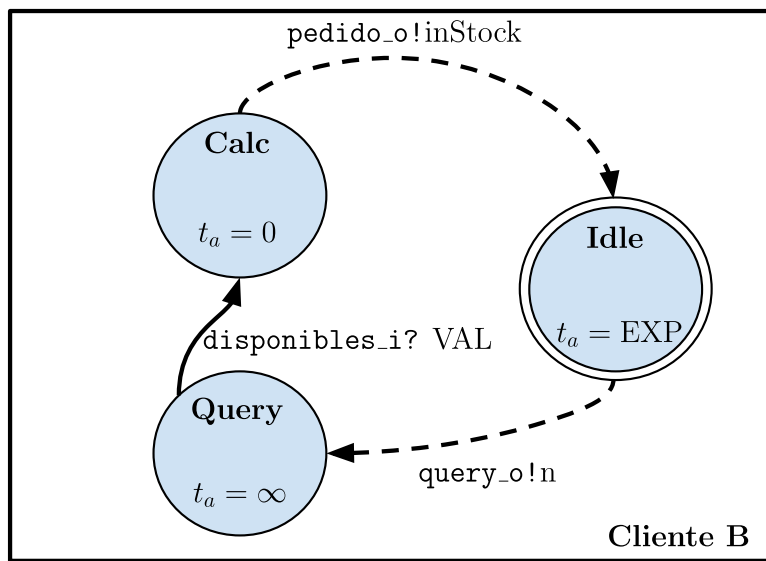 pedido_o!inStock
Calc
t_a = 0
Idle
t_a = EXP
disponibles_i? VAL
Query
t_a = ∞
query_o!n
Cliente B